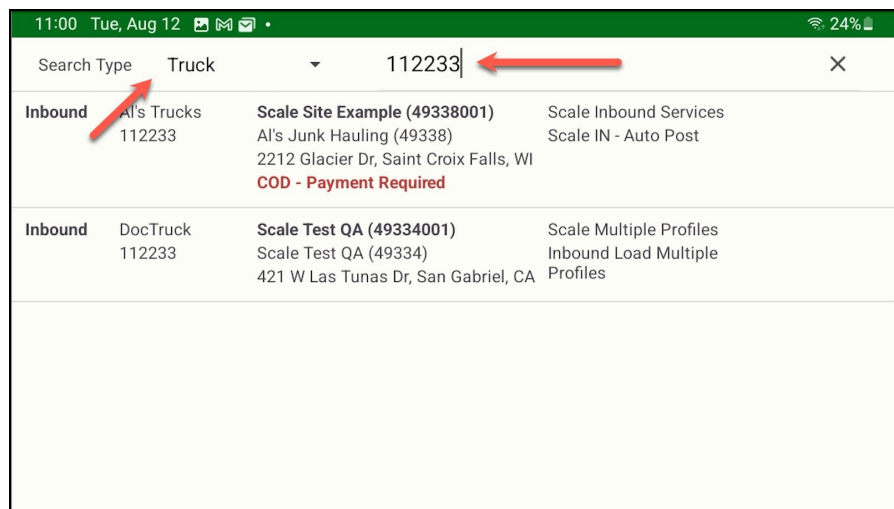 11:00 Tue, Aug 12 24%
Search Type Truck 112233
Inbound Al's Trucks Scale Site Example (49338001) Scale Inbound Services
112233 Al's Junk Hauling (49338) Scale IN - Auto Post
2212 Glacier Dr, Saint Croix Falls, WI
COD - Payment Required
Inbound DocTruck Scale Test QA (49334001) Scale Multiple Profiles
112233 Scale Test QA (49334) Inbound Load Multiple
421 W Las Tunas Dr, San Gabriel, CA Profiles